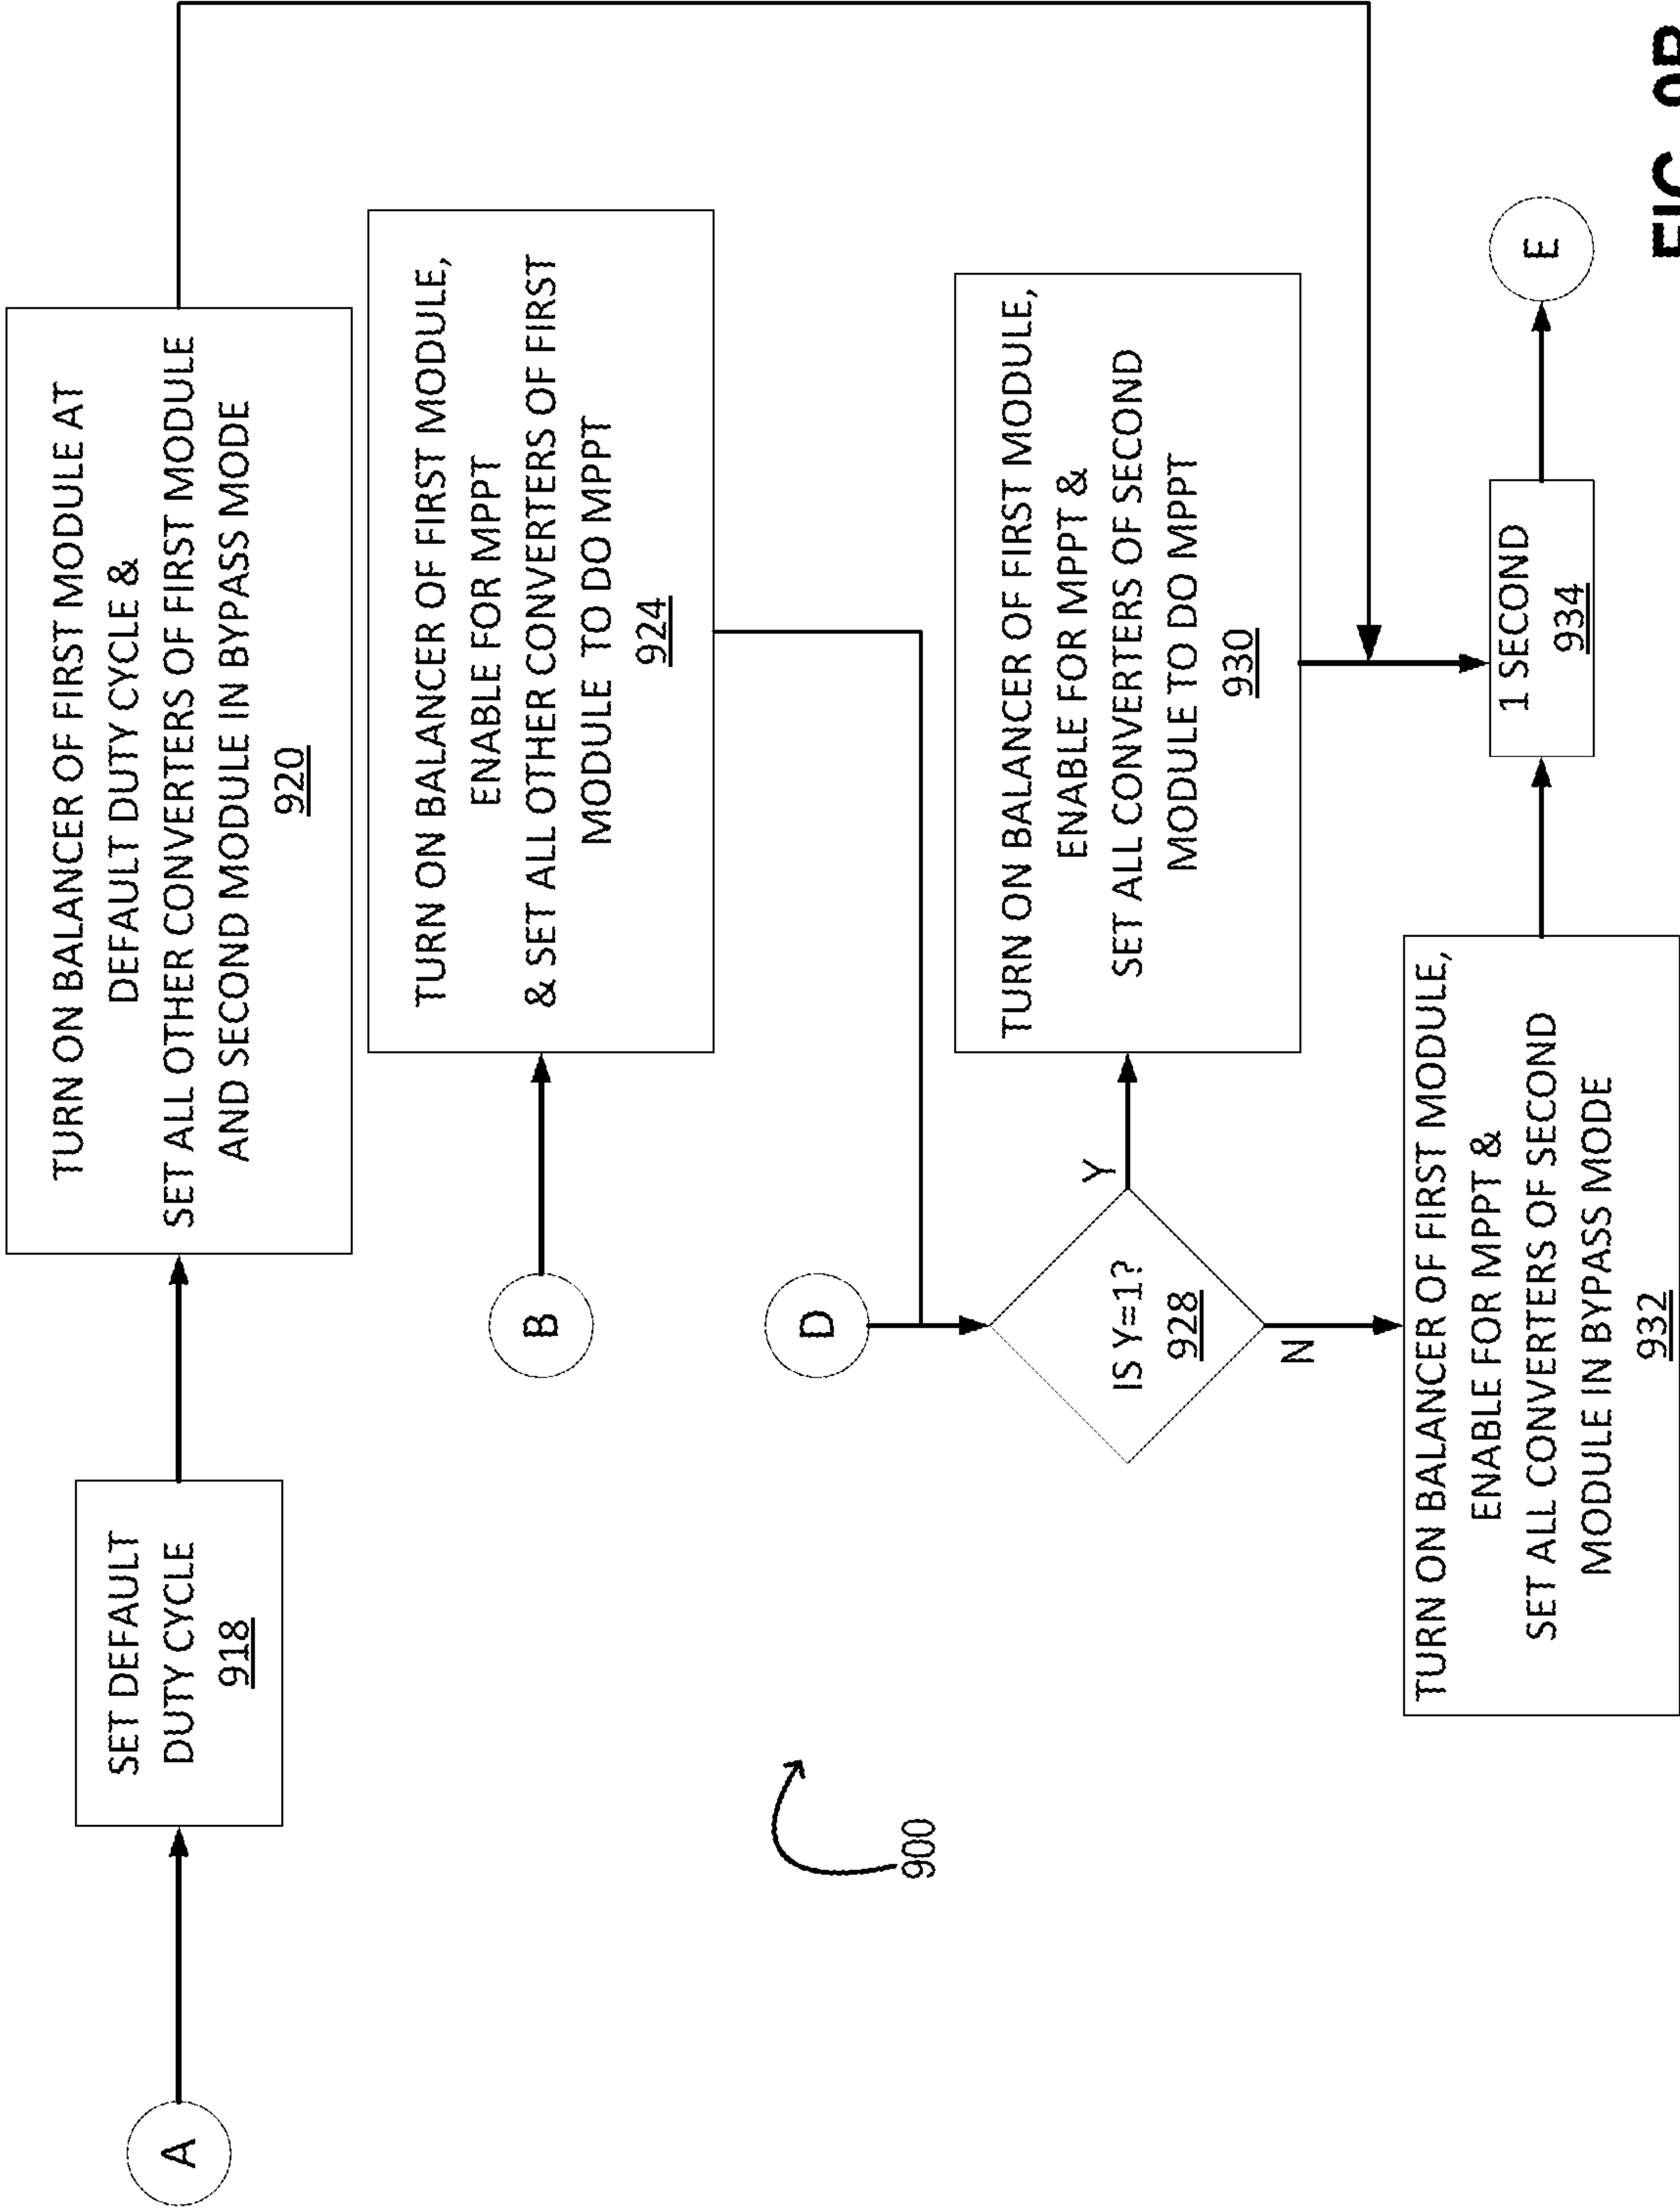 A
SET DEFAULT
DUTY CYCLE
918
TURN ON BALANCER OF FIRST MODULE AT
DEFAULT DUTY CYCLE &
SET ALL OTHER CONVERTERS OF FIRST MODULE
AND SECOND MODULE IN BYPASS MODE
920
B
TURN ON BALANCER OF FIRST MODULE,
ENABLE FOR MPPT
& SET ALL OTHER CONVERTERS OF FIRST
MODULE TO DO MPPT
924
D
IS Y=1?
928
Y
N
TURN ON BALANCER OF FIRST MODULE,
ENABLE FOR MPPT &
SET ALL CONVERTERS OF SECOND
MODULE TO DO MPPT
930
TURN ON BALANCER OF FIRST MODULE,
ENABLE FOR MPPT &
SET ALL CONVERTERS OF SECOND
MODULE IN BYPASS MODE
932
1 SECOND
934
E
900